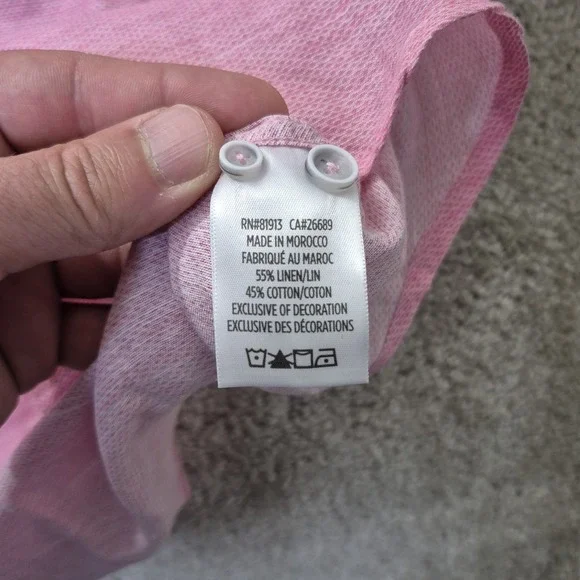 RN#81913 CA#26689
MADE IN MOROCCO
FABRIQUÉ AU MAROC
55% LINEN/LIN
45% COTTON/COTON
EXCLUSIVE OF DECORATION
EXCLUSIVE DES DÉCORATIONS